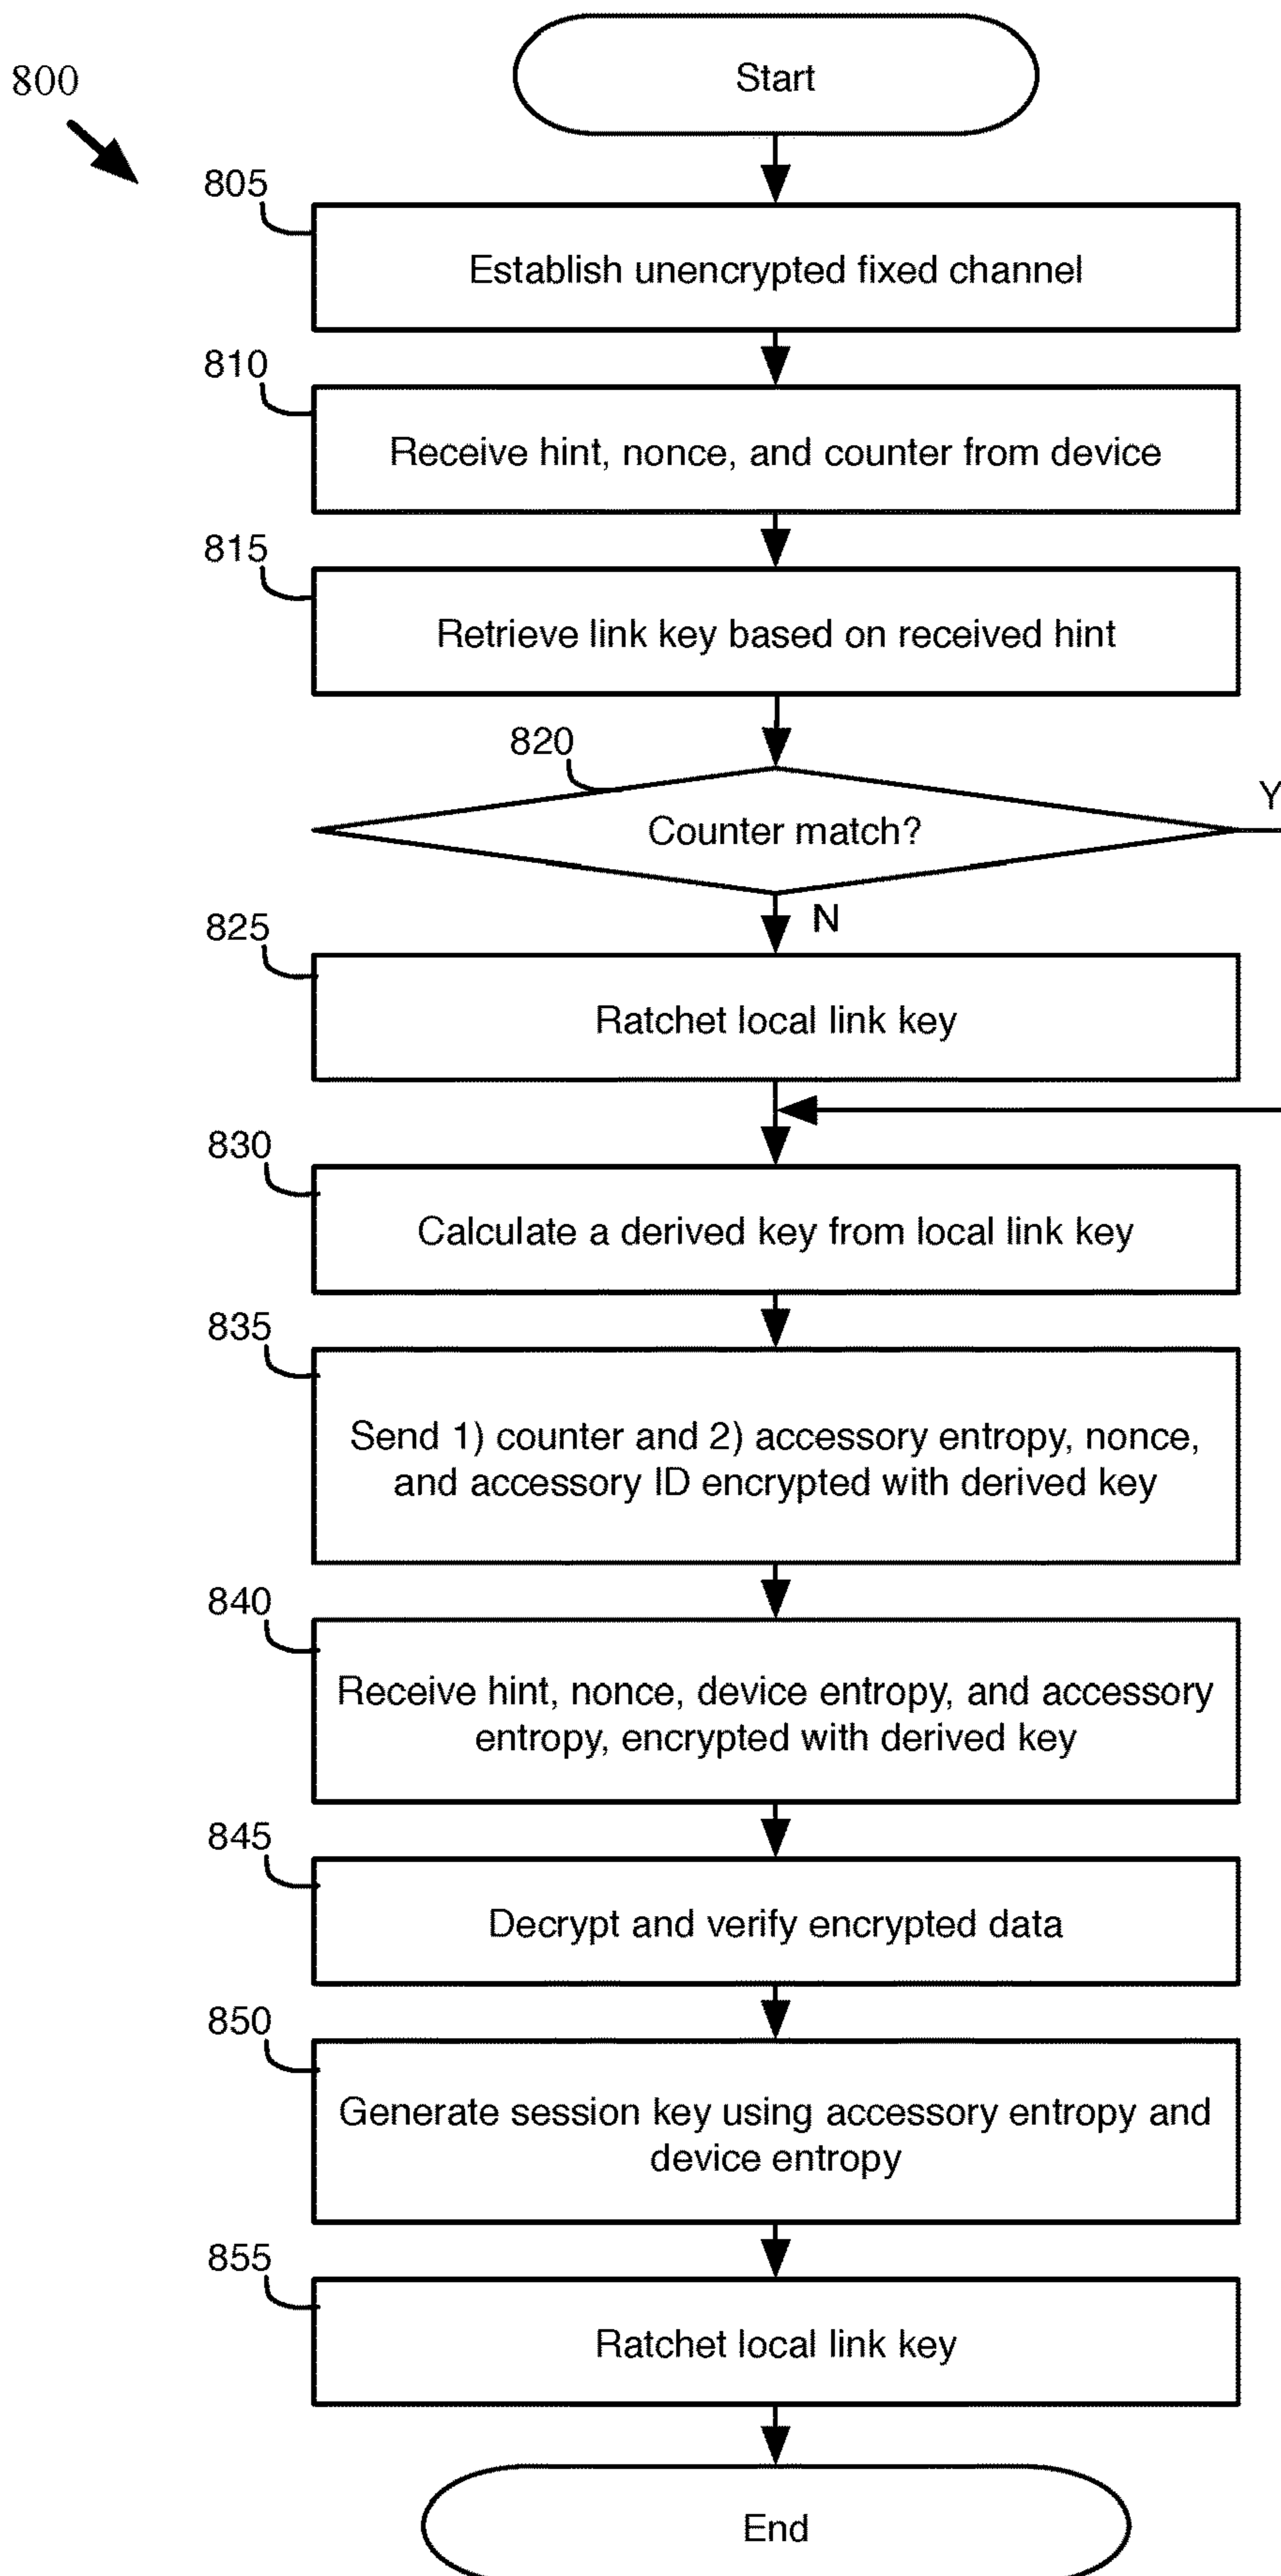 800
Start
805
Establish unencrypted fixed channel
810
Receive hint, nonce, and counter from device
815
Retrieve link key based on received hint
820
Counter match?
Y
N
825
Ratchet local link key
830
Calculate a derived key from local link key
835
Send 1) counter and 2) accessory entropy, nonce,
and accessory ID encrypted with derived key
840
Receive hint, nonce, device entropy, and accessory
entropy, encrypted with derived key
845
Decrypt and verify encrypted data
850
Generate session key using accessory entropy and
device entropy
855
Ratchet local link key
End